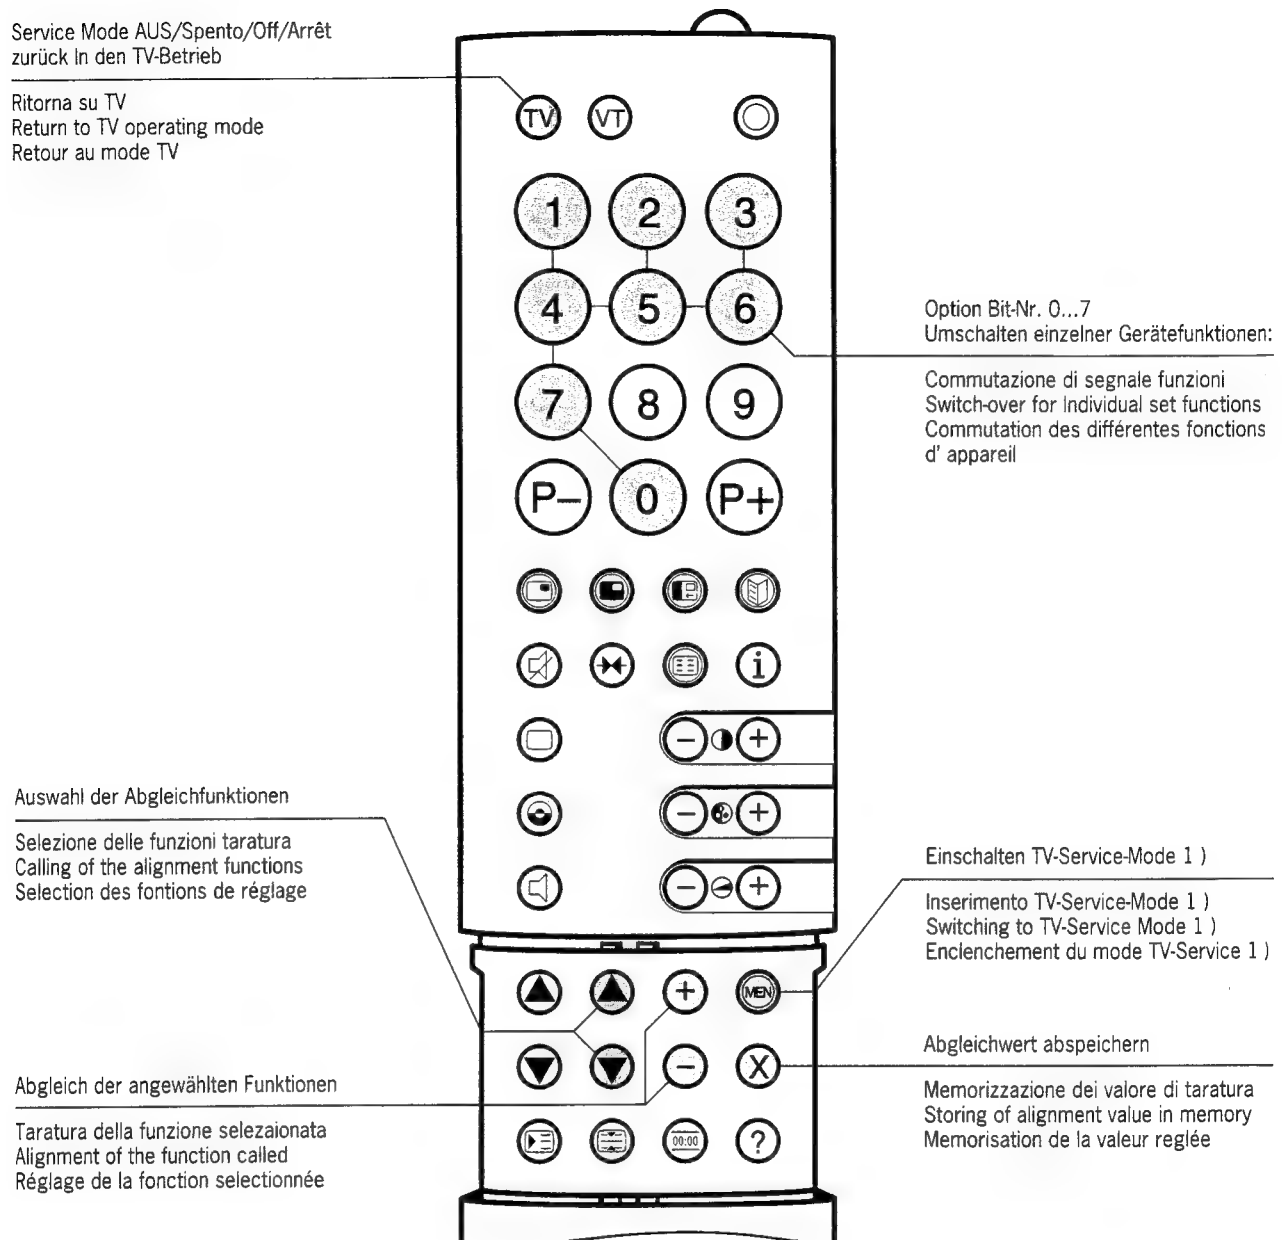 Service Mode AUS/Spento/Off/Arrêt
zurück In den TV-Betrieb
Ritorna su TV
Return to TV operating mode
Retour au mode TV
TV VT
1 2 3
4 5 6
7 8 9
P– 0 P+
Option Bit-Nr. 0...7
Umschalten einzelner Gerätefunktionen:
Commutazione di segnale funzioni
Switch-over for Individual set functions
Commutation des différentes fonctions
d' appareil
i
– +
– +
– +
Auswahl der Abgleichfunktionen
Selezione delle funzioni taratura
Calling of the alignment functions
Selection des fontions de réglage
Einschalten TV-Service-Mode 1 )
Inserimento TV-Service-Mode 1 )
Switching to TV-Service Mode 1 )
Enclenchement du mode TV-Service 1 )
+ MEN
– X
00:00 ?
Abgleich der angewählten Funktionen
Taratura della funzione selezaionata
Alignment of the function called
Réglage de la fonction selectionnée
Abgleichwert abspeichern
Memorizzazione dei valore di taratura
Storing of alignment value in memory
Memorisation de la valeur reglée